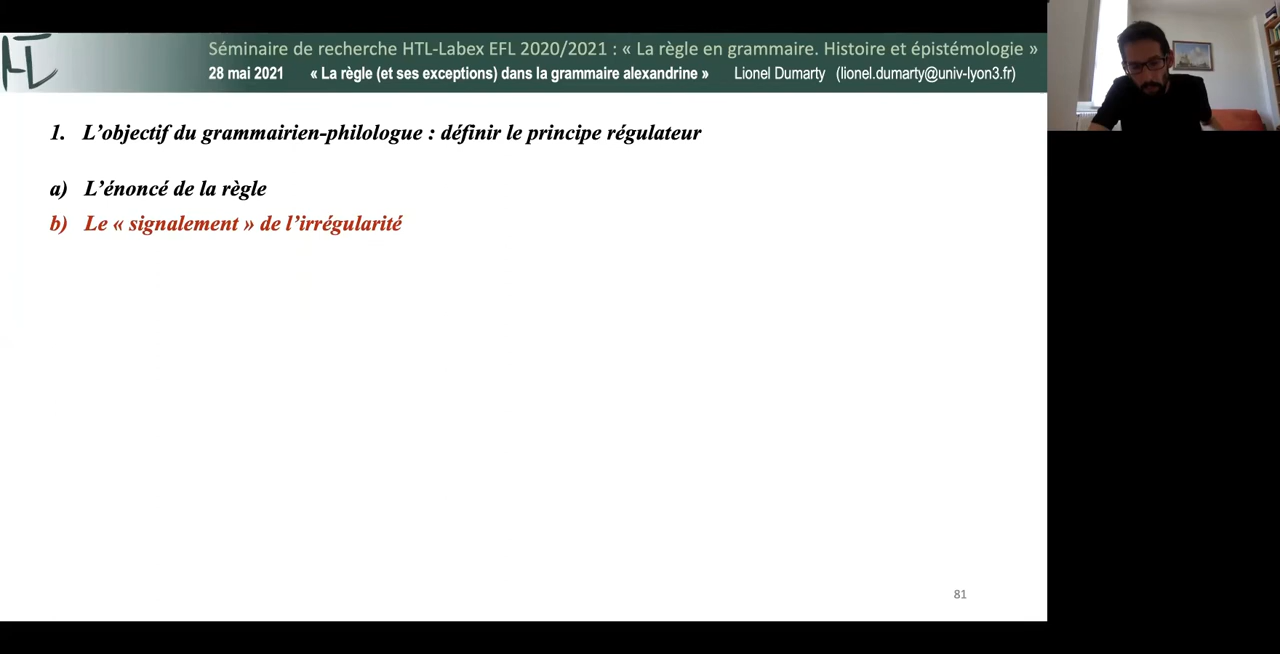 HTL
Séminaire de recherche HTL-Labex EFL 2020/2021 : « La règle en grammaire. Histoire et épistémologie »
28 mai 2021 « La règle (et ses exceptions) dans la grammaire alexandrine » Lionel Dumarty (lionel.dumarty@univ-lyon3.fr)
1. L’objectif du grammairien-philologue : définir le principe régulateur
a) L’énoncé de la règle
b) Le « signalement » de l’irrégularité
81